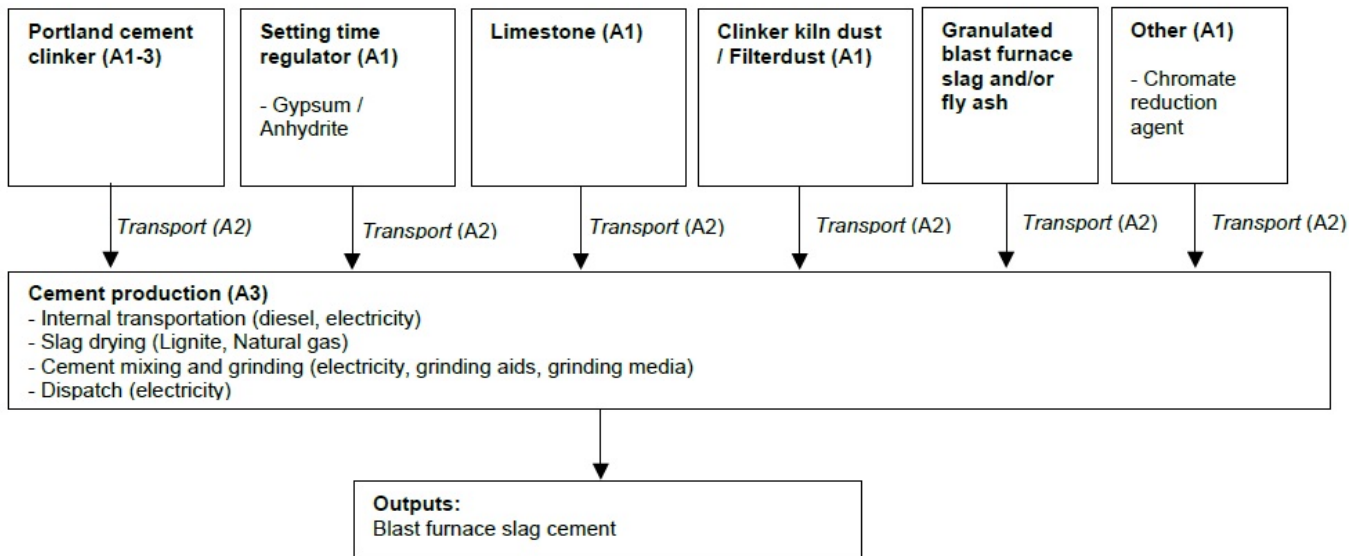 Portland cement
clinker (A1-3)
Setting time
regulator (A1)
- Gypsum /
Anhydrite
Limestone (A1)
Clinker kiln dust
/ Filterdust (A1)
Granulated
blast furnace
slag and/or
fly ash
Other (A1)
- Chromate
reduction
agent
Transport (A2)
Transport (A2)
Transport (A2)
Transport (A2)
Transport (A2)
Transport (A2)
Cement production (A3)
- Internal transportation (diesel, electricity)
- Slag drying (Lignite, Natural gas)
- Cement mixing and grinding (electricity, grinding aids, grinding media)
- Dispatch (electricity)
Outputs:
Blast furnace slag cement